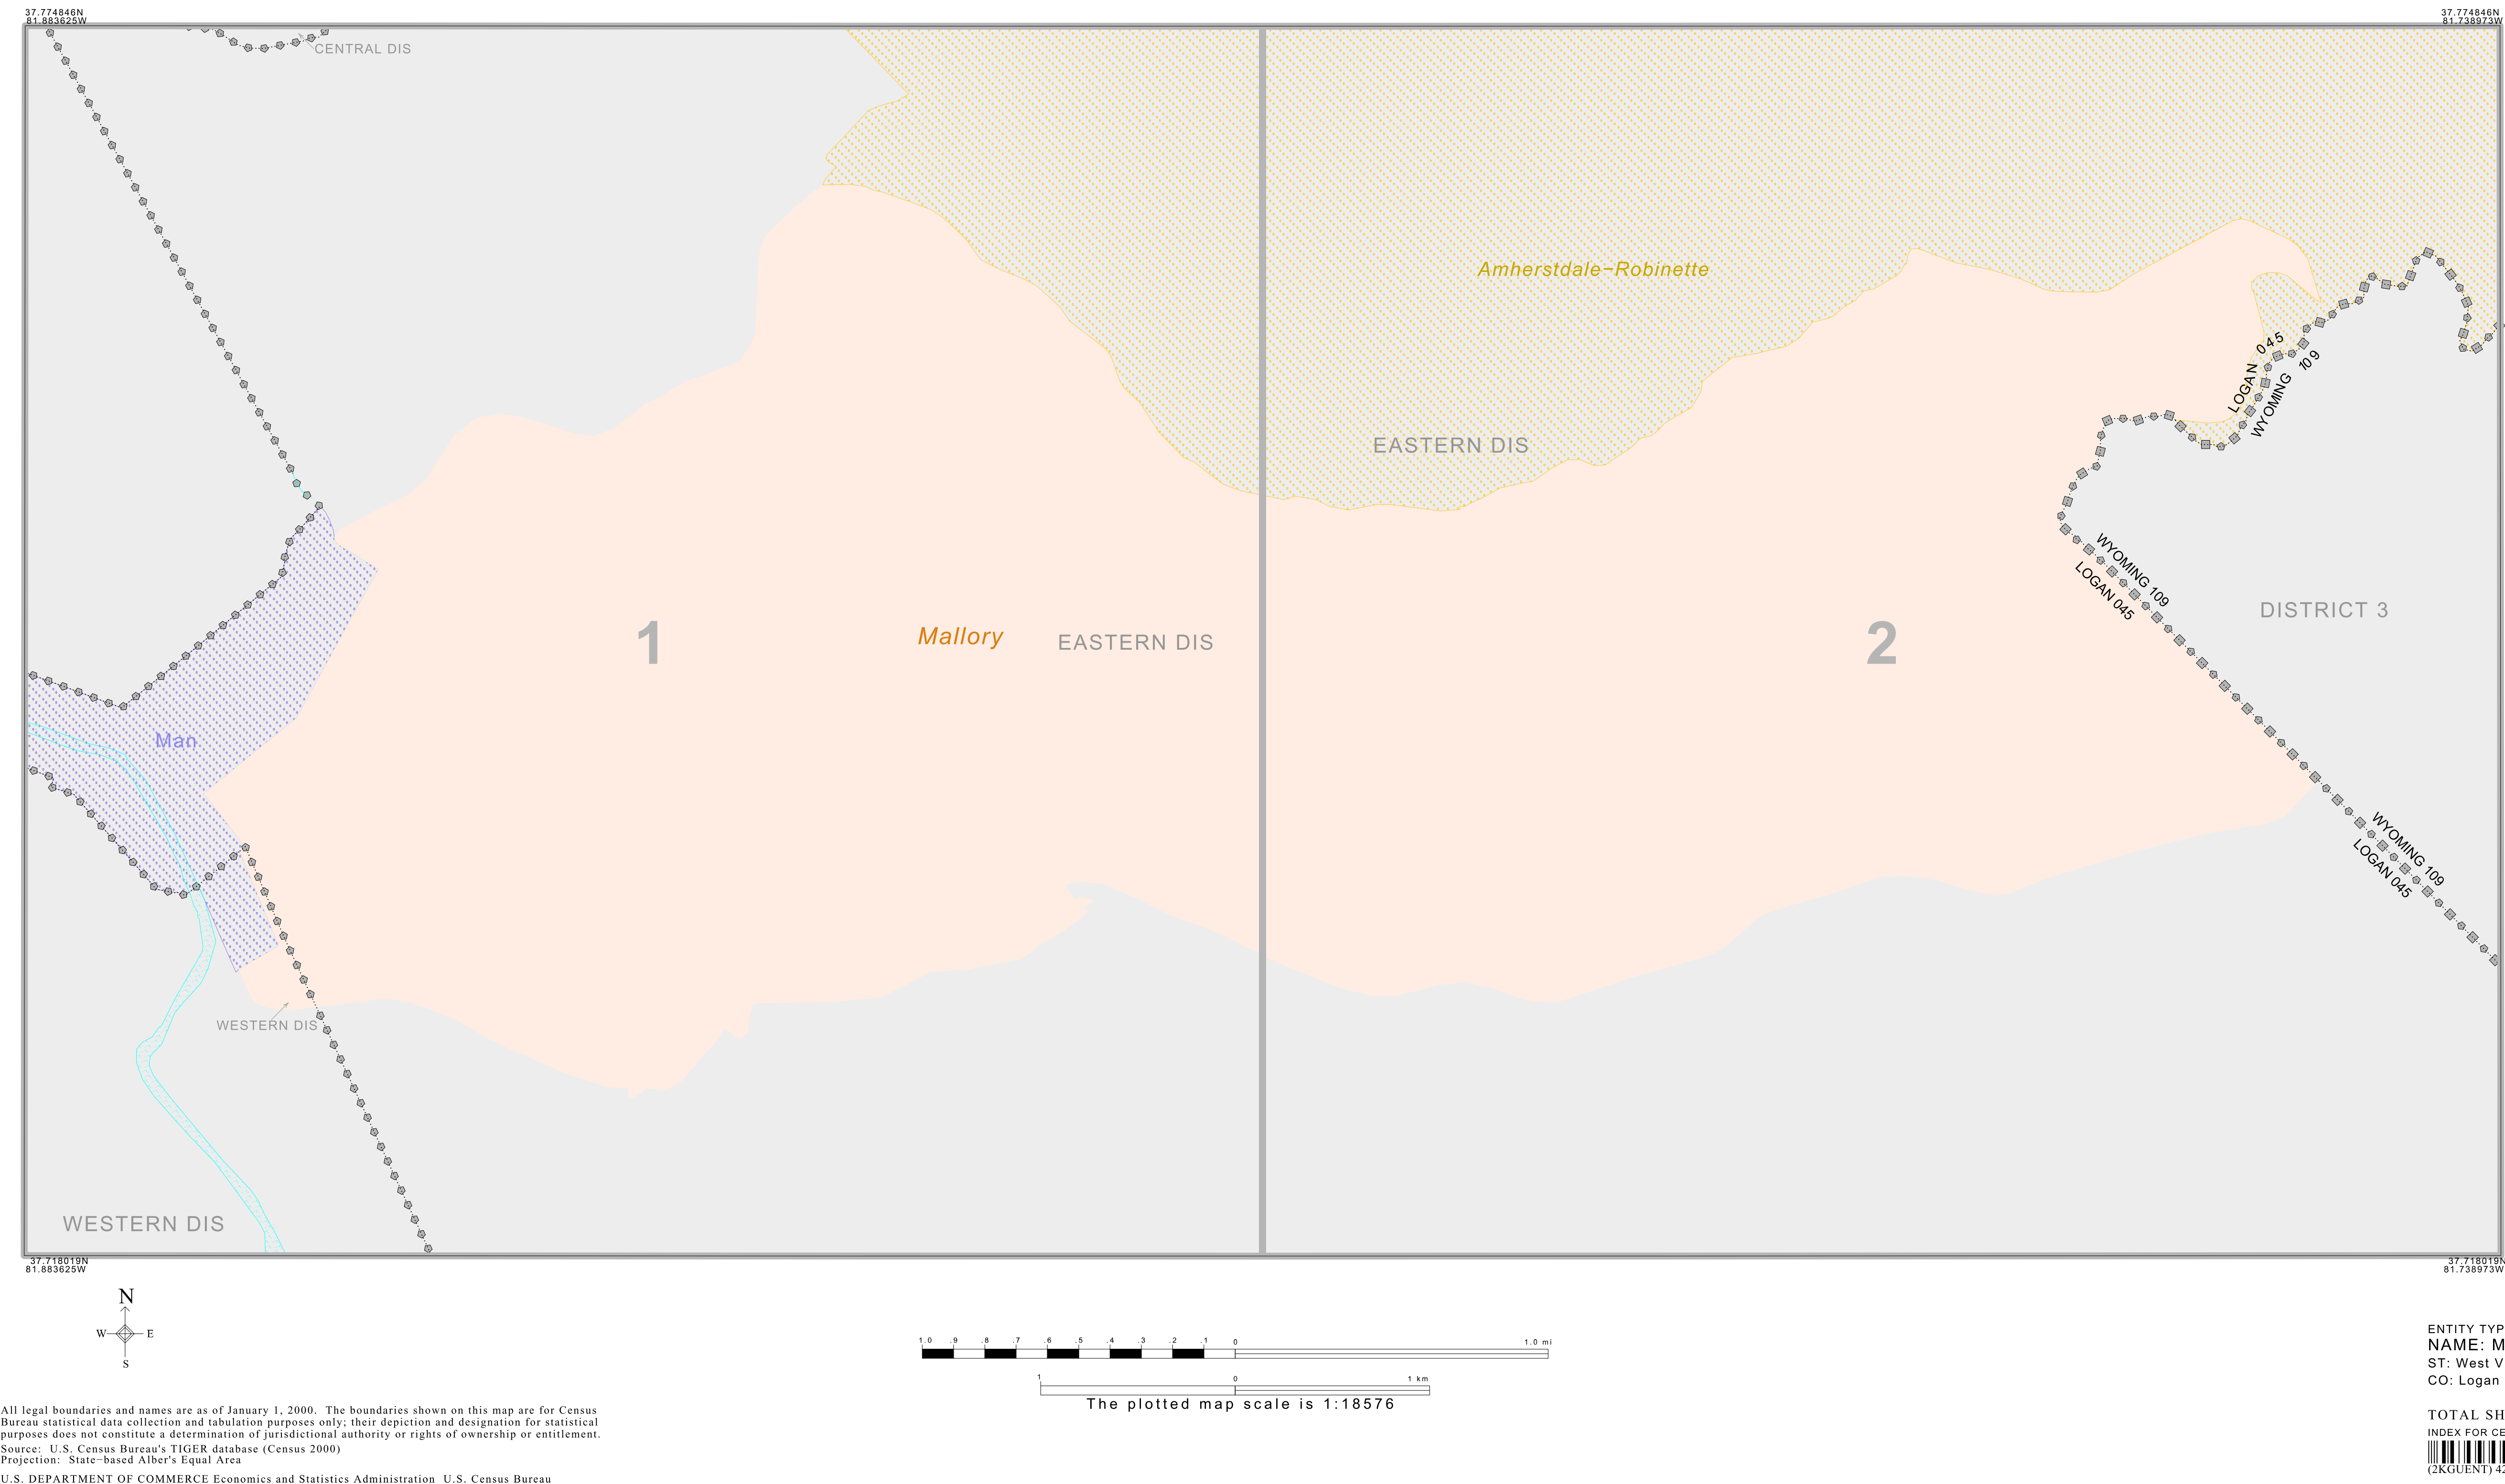 37.774846N
81.883625W
37.774846N
81.738973W
CENTRAL DIS
Amherstdale-Robinette
LOGAN 045
WYOMING 109
EASTERN DIS
WYOMING 109
LOGAN 045
DISTRICT 3
1
Mallory
EASTERN DIS
2
Man
WYOMING 109
LOGAN 045
WESTERN DIS
WESTERN DIS
37.718019N
81.883625W
37.718019N
81.738973W
N
W E
S
1.0 .9 .8 .7 .6 .5 .4 .3 .2 .1 0 1.0 mi
1 0 1 km
The plotted map scale is 1:18576
ENTITY TYP
NAME: M
ST: West V
CO: Logan
TOTAL SH
INDEX FOR CE
(2KGUENT) 42
All legal boundaries and names are as of January 1, 2000. The boundaries shown on this map are for Census
Bureau statistical data collection and tabulation purposes only; their depiction and designation for statistical
purposes does not constitute a determination of jurisdictional authority or rights of ownership or entitlement.
Source: U.S. Census Bureau's TIGER database (Census 2000)
Projection: State-based Alber's Equal Area
U.S. DEPARTMENT OF COMMERCE Economics and Statistics Administration U.S. Census Bureau